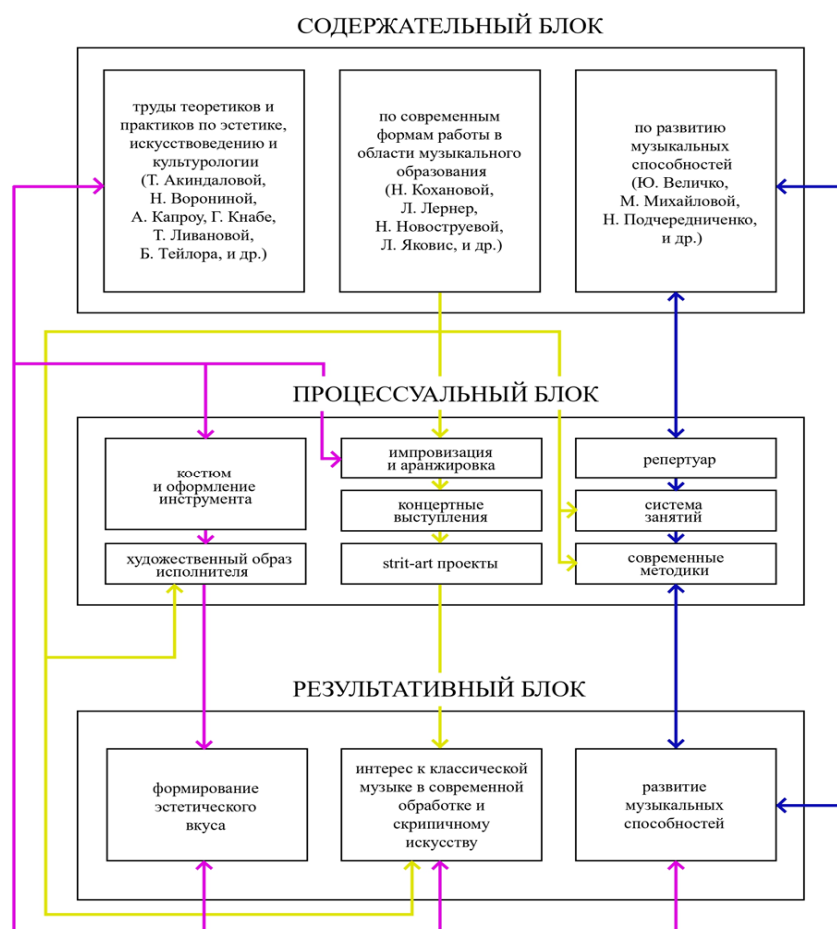 СОДЕРЖАТЕЛЬНЫЙ БЛОК
труды теоретиков и
практиков по эстетике,
искусствоведению и
культурологии
(Т. Акиндаловой,
Н. Ворониной,
А. Капроу, Г. Кнабе,
Т. Ливановой,
Б. Тейлора, и др.)
по современным
формам работы в
области музыкального
образования
(Н. Кохановой,
Л. Лернер,
Н. Новоструевой,
Л. Яковис, и др.)
по развитию
музыкальных
способностей
(Ю. Величко,
М. Михайловой,
Н. Подчередниченко,
и др.)
ПРОЦЕССУАЛЬНЫЙ БЛОК
костюм
и оформление
инструмента
художественный образ
исполнителя
импровизация
и аранжировка
концертные
выступления
strit-art проекты
репертуар
система
занятий
современные
методики
РЕЗУЛЬТАТИВНЫЙ БЛОК
формирование
эстетического
вкуса
интерес к классической
музыке в современной
обработке и
скрипичному
искусству
развитие
музыкальных
способностей